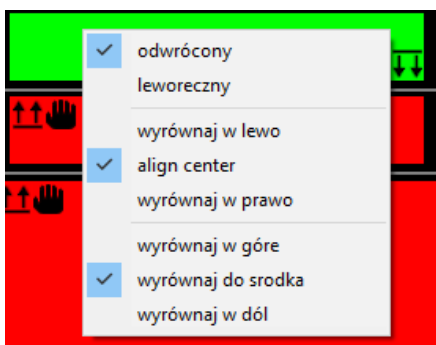 odwrócony
leworeczny
wyrównaj w lewo
align center
wyrównaj w prawo
wyrównaj w góre
wyrównaj do srodka
wyrównaj w dól